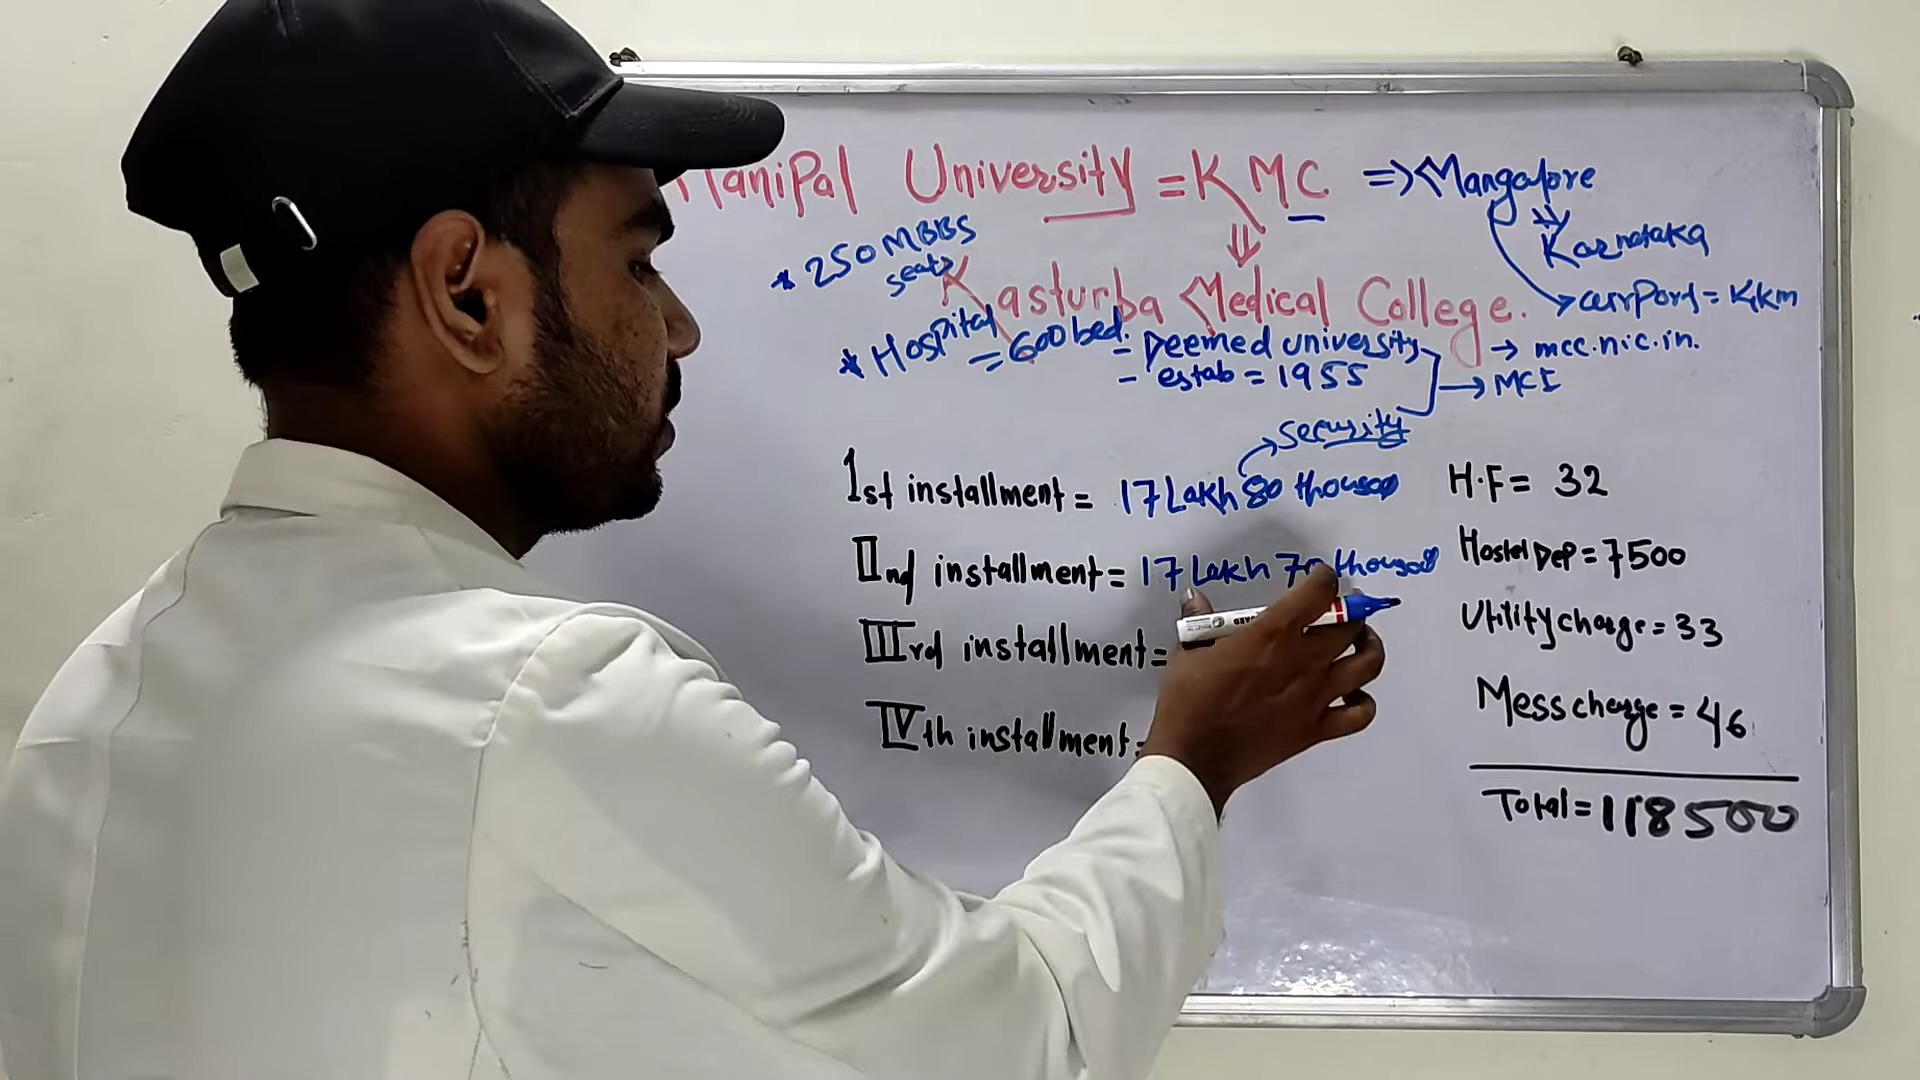 Manipal University = KMC => Mangalore
Karnataka
* 250 MBBS
seats
Kasturba Medical College.
airport = 4km
* Hospital
= 600 bed.
- Deemed university
→ mcc.nic.in.
- estab = 1955
→ MCI
→ Security
1st installment = 17 Lakh 80 thousand
H.F = 32
IInd installment = 17 Lakh 70 thousand
Hostel Dep = 7500
IIIrd installment =
Utility charge = 33
IVth installment =
Mess charge = 46
Total = 118500